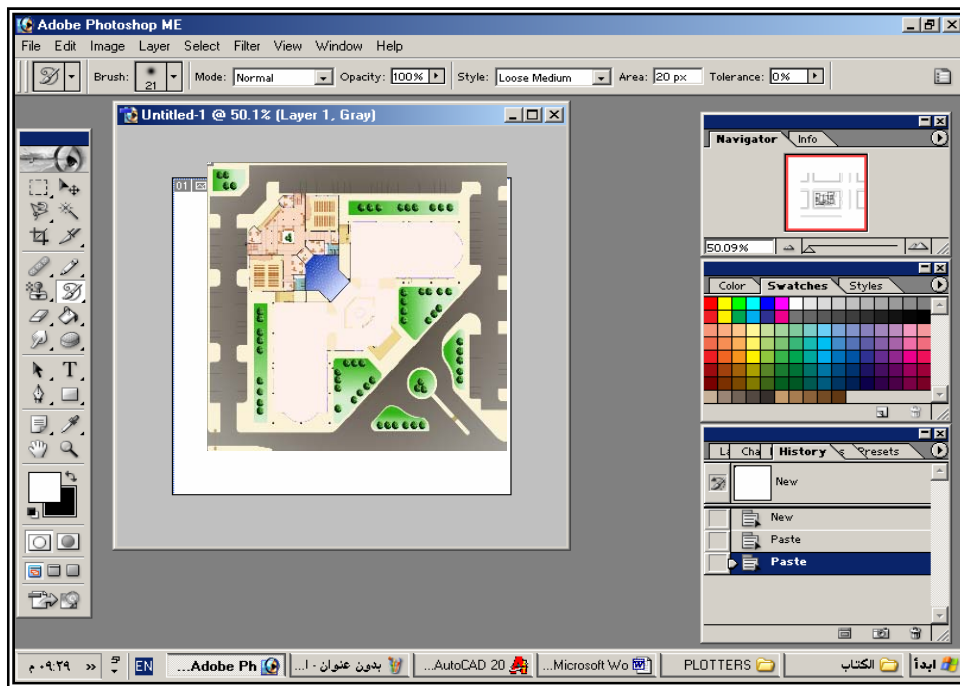 Adobe Photoshop ME
File Edit Image Layer Select Filter View Window Help
Brush: 21 Mode: Normal Opacity: 100% Style: Loose Medium Area: 20 px Tolerance: 0%
Untitled-1 @ 50.1% (Layer 1, Gray)
01
Navigator Info
50.09%
Color Swatches Styles
La Cha History s Presets
New
New
Paste
Paste
ابدأ الكتاب PLOTTERS Microsoft Wo... AutoCAD 20... بدون عنوان - ا... Adobe Ph... EN » ٠٩:٢٩ م